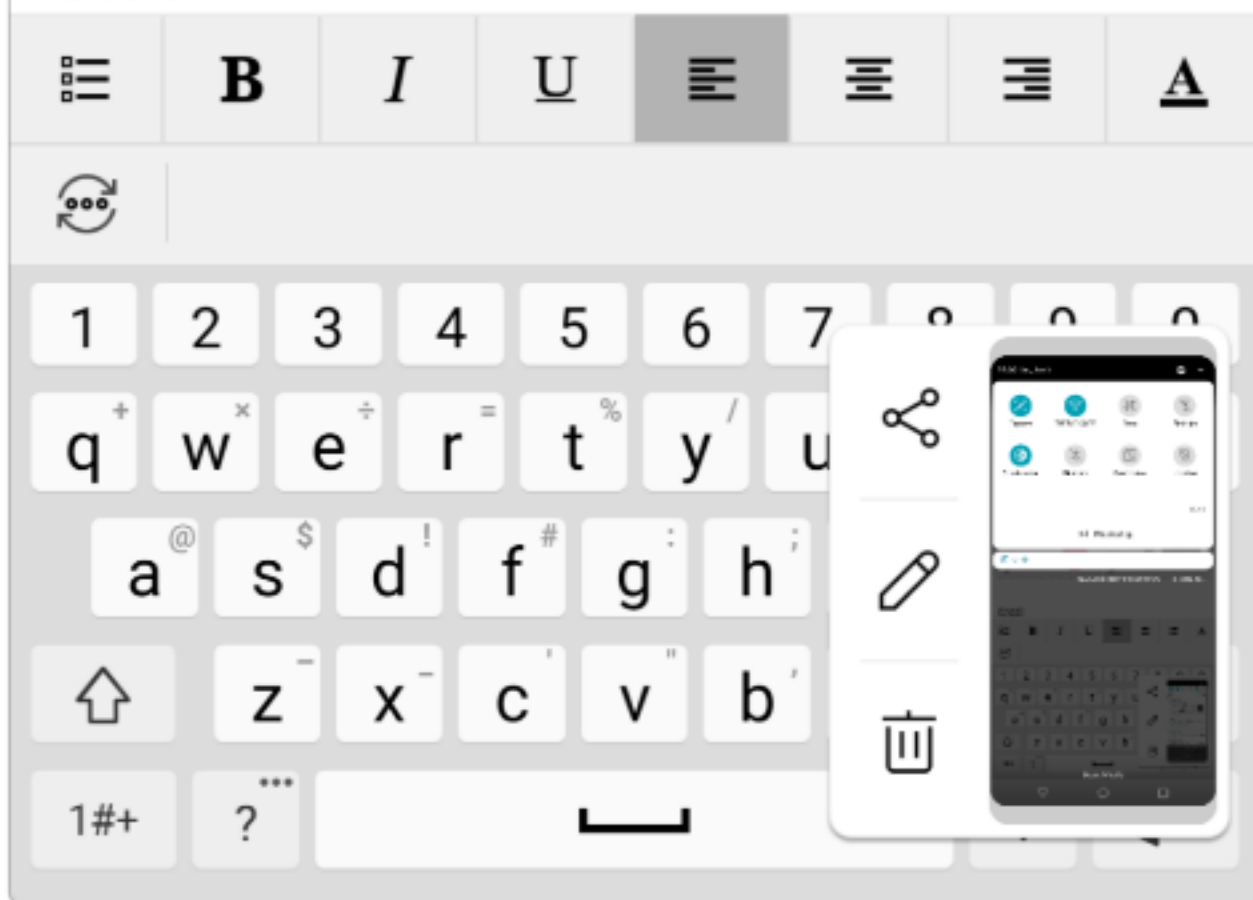 B I U A
1 2 3 4 5 6 7
+ × ÷ = % /
q w e r t y u
@ $ ! # : ;
a s d f g h
– _ ' " ,
z x c v b
1#+ ?